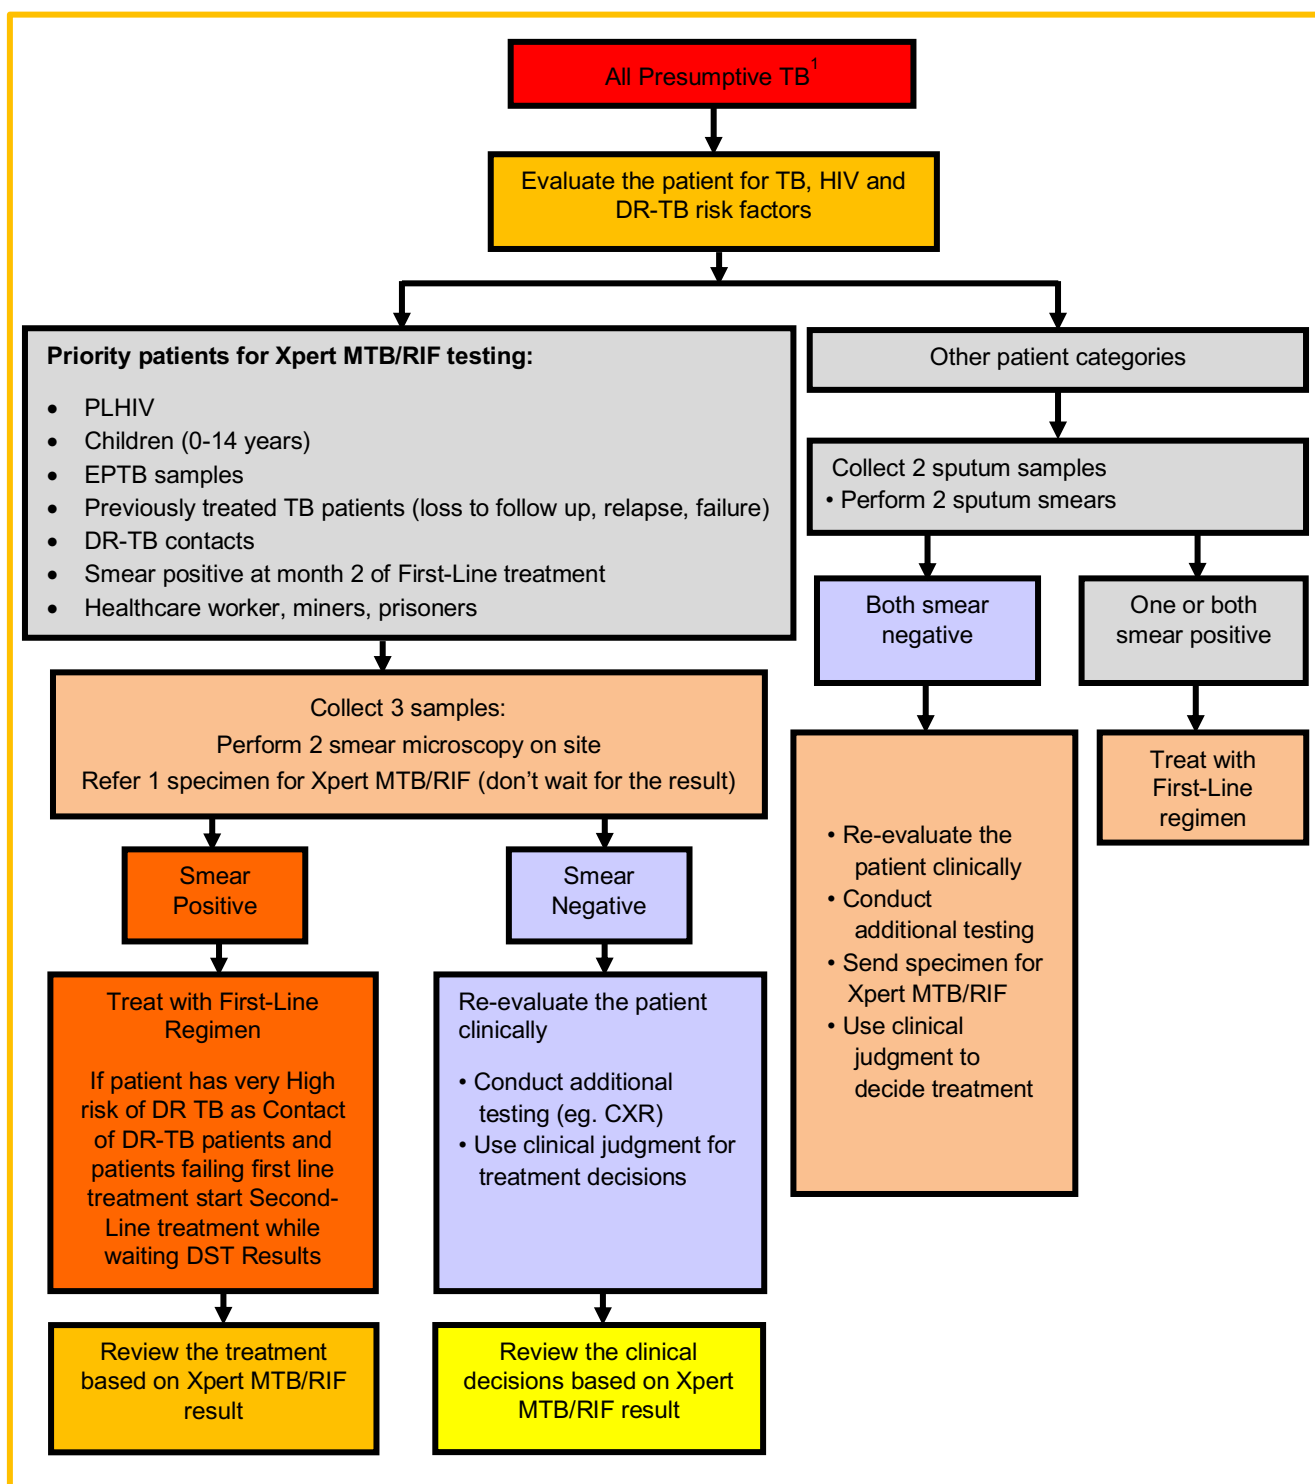 All Presumptive TB1
Evaluate the patient for TB, HIV and
DR-TB risk factors
Priority patients for Xpert MTB/RIF testing:
• PLHIV
• Children (0-14 years)
• EPTB samples
• Previously treated TB patients (loss to follow up, relapse, failure)
• DR-TB contacts
• Smear positive at month 2 of First-Line treatment
• Healthcare worker, miners, prisoners
Other patient categories
Collect 2 sputum samples
• Perform 2 sputum smears
Both smear
negative
One or both
smear positive
Collect 3 samples:
Perform 2 smear microscopy on site
Refer 1 specimen for Xpert MTB/RIF (don’t wait for the result)
Treat with
First-Line
regimen
• Re-evaluate the
patient clinically
• Conduct
additional testing
• Send specimen for
Xpert MTB/RIF
• Use clinical
judgment to
decide treatment
Smear
Positive
Smear
Negative
Treat with First-Line
Regimen
If patient has very High
risk of DR TB as Contact
of DR-TB patients and
patients failing first line
treatment start Second-
Line treatment while
waiting DST Results
Re-evaluate the patient
clinically
• Conduct additional
testing (eg. CXR)
• Use clinical judgment for
treatment decisions
Review the treatment
based on Xpert MTB/RIF
result
Review the clinical
decisions based on Xpert
MTB/RIF result